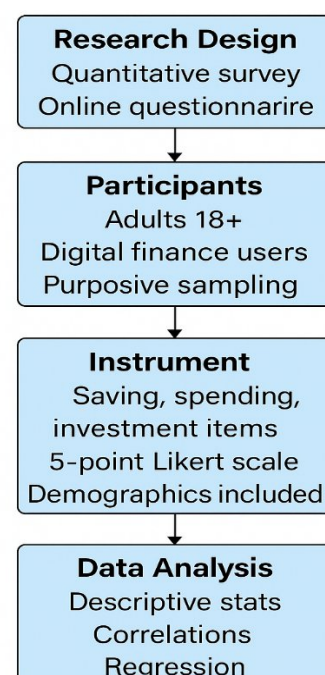 Research Design
Quantitative survey
Online questionnarire
Participants
Adults 18+
Digital finance users
Purposive sampling
Instrument
Saving, spending,
investment items
5-point Likert scale
Demographics included
Data Analysis
Descriptive stats
Correlations
Regression